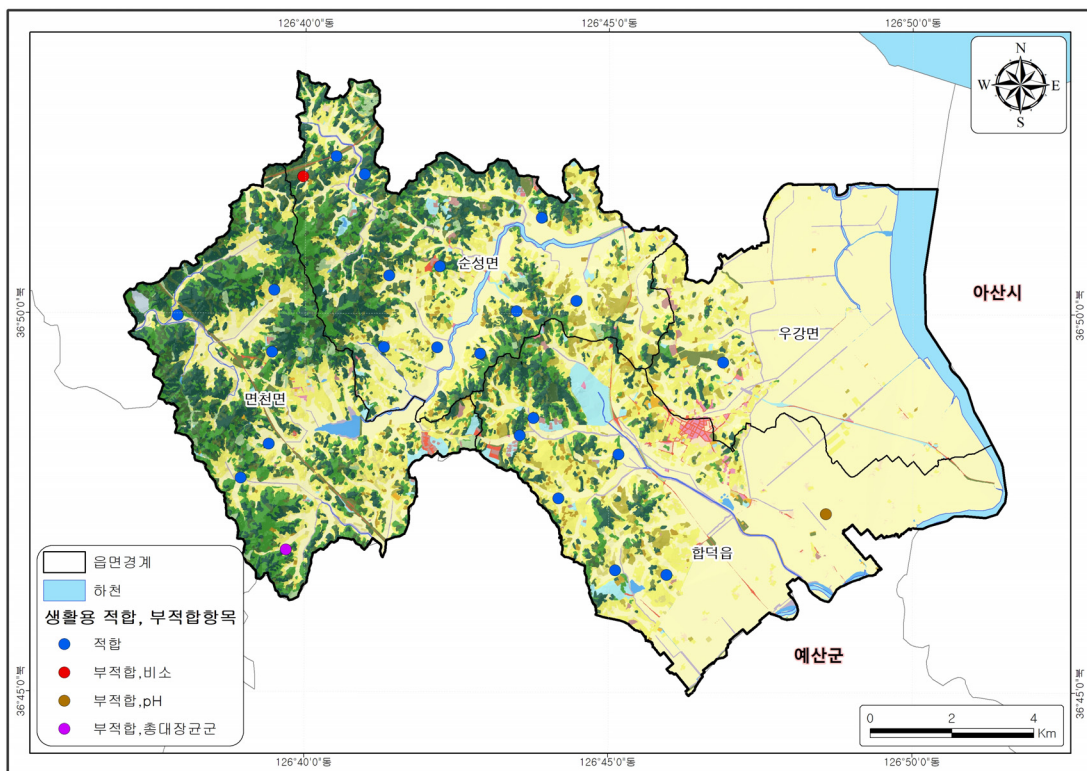 126°40'0"동 126°45'0"동 126°50'0"동
N
W E
S
순성면
아산시
36°50'0"북 36°50'0"북
우강면
면천면
합덕읍
예산군
읍면경계
하천
생활용 적합, 부적합항목
적합
부적합,비소
부적합,pH
부적합,총대장균군
36°45'0"북 36°45'0"북
0 2 4
Km
126°40'0"동 126°45'0"동 126°50'0"동